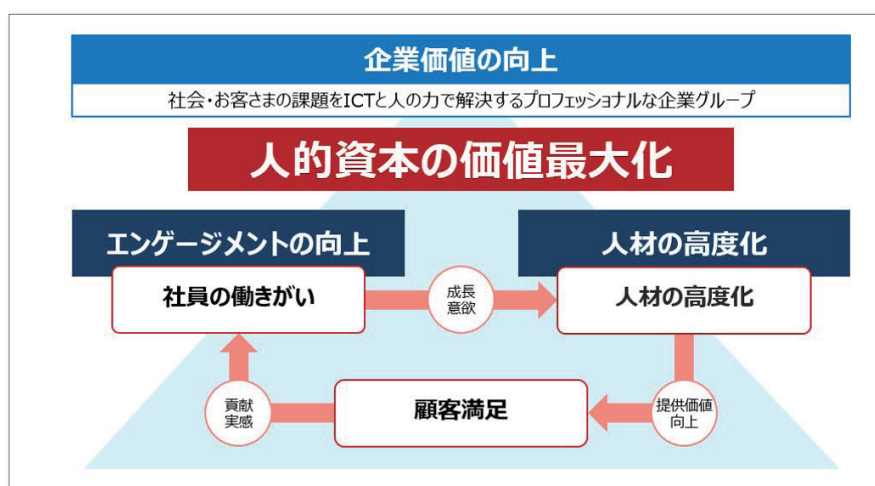 企業価値の向上
社会・お客さまの課題をICTと人の力で解決するプロフェッショナルな企業グループ
人的資本の価値最大化
エンゲージメントの向上
人材の高度化
社員の働きがい
成長
意欲
人材の高度化
貢献
実感
顧客満足
提供価値
向上